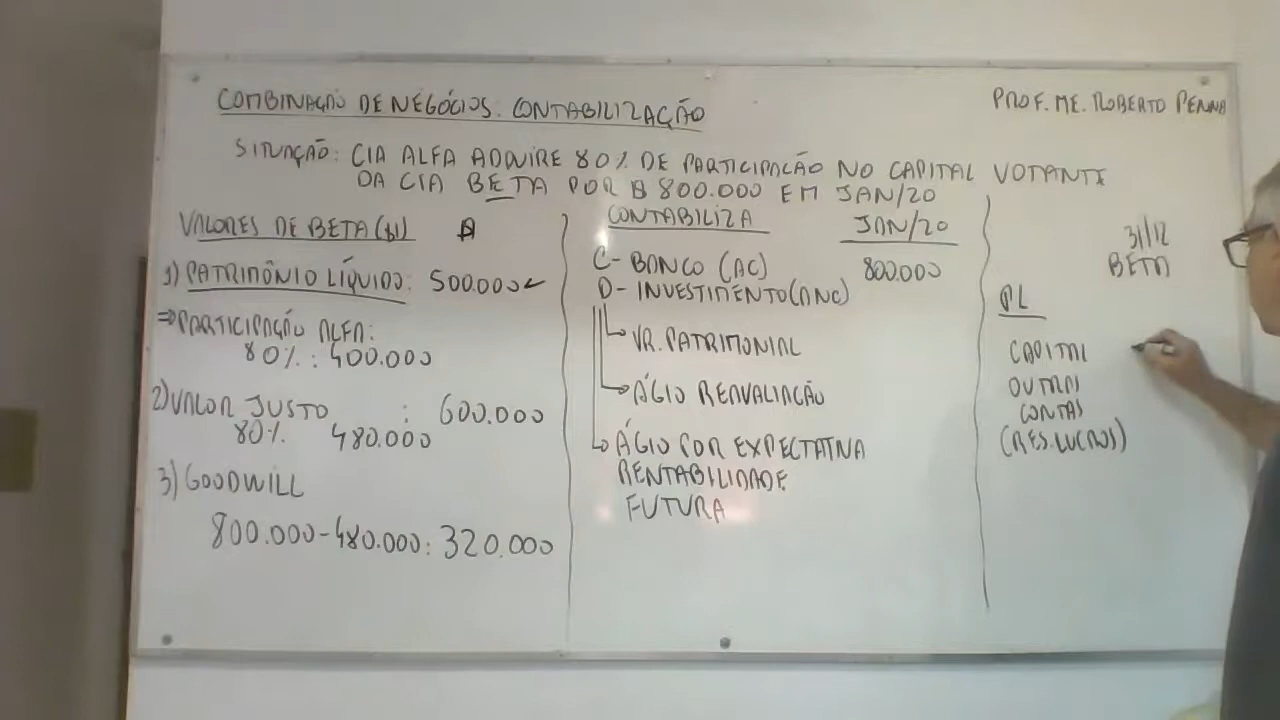 COMBINAÇÃO DE NEGÓCIOS. CONTABILIZAÇÃO
PROF. ME. ROBERTO PENNA
SITUAÇÃO: CIA ALFA ADQUIRE 80% DE PARTICIPAÇÃO NO CAPITAL VOTANTE
DA CIA BETA POR $ 800.000 EM JAN/20
VALORES DE BETA (B1) $
1) PATRIMÔNIO LÍQUIDO: 500.000
⇒ PARTICIPAÇÃO ALFA:
80% : 400.000
2) VALOR JUSTO : 600.000
80% 480.000
3) GOODWILL
800.000 - 480.000 : 320.000
CONTABILIZA JAN/20
C - BANCO (AC) 800.000
D - INVESTIMENTO (ANC)
VR. PATRIMONIAL
ÁGIO REAVALIAÇÃO
ÁGIO POR EXPECTATIVA
RENTABILIDADE
FUTURA
31/12
BETA
PL
CAPITAL
OUTRAS
CONTAS
(RES. LUCROS)